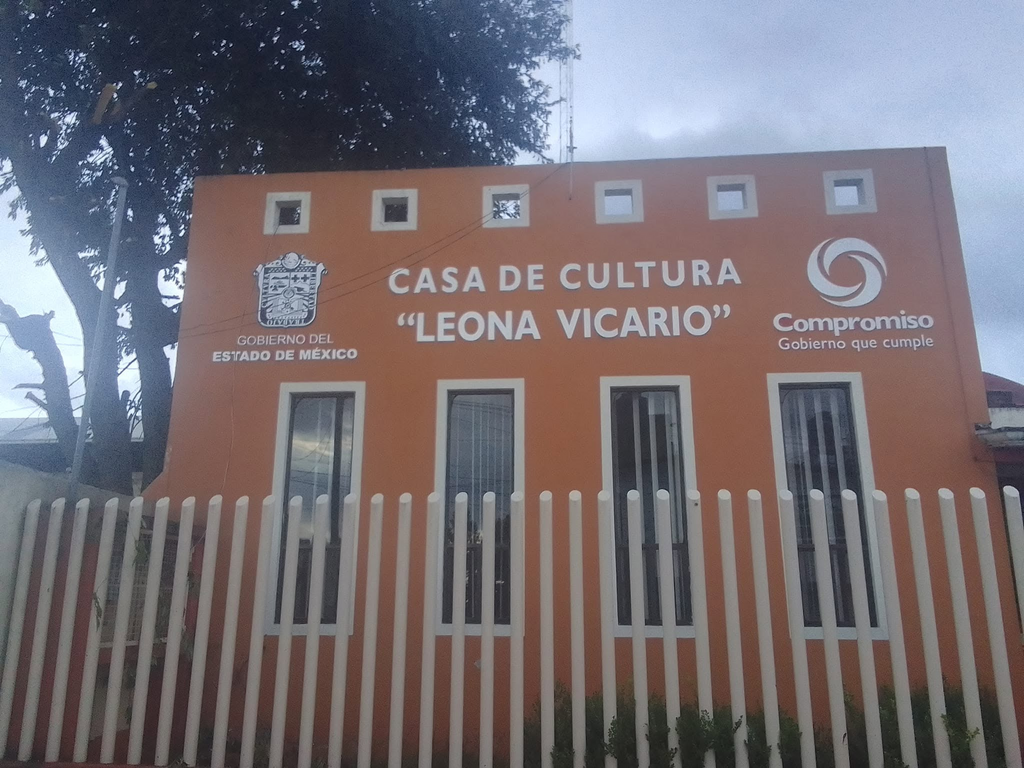 CASA DE CULTURA
“LEONA VICARIO”
GOBIERNO DEL
ESTADO DE MÉXICO
Compromiso
Gobierno que cumple